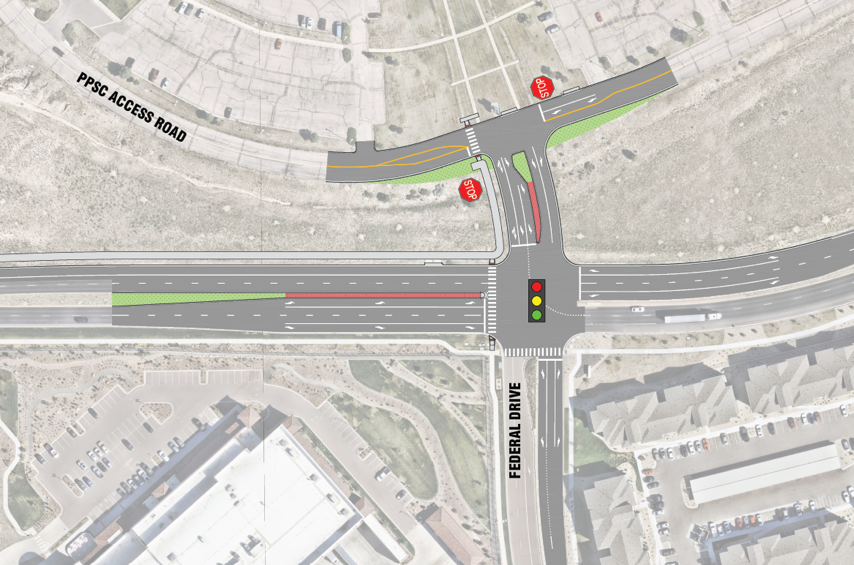 STOP
PPSC ACCESS ROAD
STOP
FEDERAL DRIVE